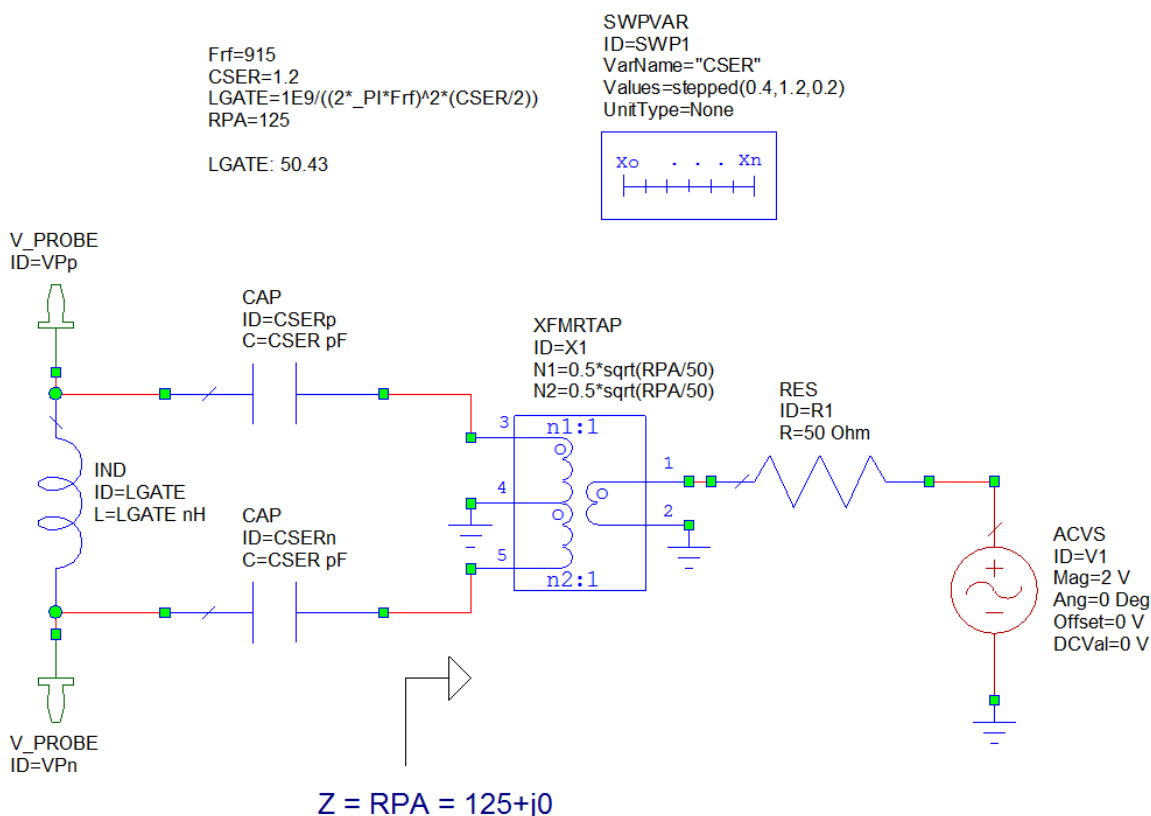 Frf=915
CSER=1.2
LGATE=1E9/((2*_PI*Frf)^2*(CSER/2))
RPA=125
LGATE: 50.43
SWPVAR
ID=SWP1
VarName="CSER"
Values=stepped(0.4,1.2,0.2)
UnitType=None
Xo . . . Xn
V_PROBE
ID=VPp
CAP
ID=CSERp
C=CSER pF
XFMRTAP
ID=X1
N1=0.5*sqrt(RPA/50)
N2=0.5*sqrt(RPA/50)
RES
ID=R1
R=50 Ohm
3
n1:1
o
1
IND
ID=LGATE
L=LGATE nH
4
o
o
2
CAP
ID=CSERn
C=CSER pF
5
n2:1
ACVS
ID=V1
Mag=2 V
Ang=0 Deg
Offset=0 V
DCVal=0 V
V_PROBE
ID=VPn
Z = RPA = 125+j0